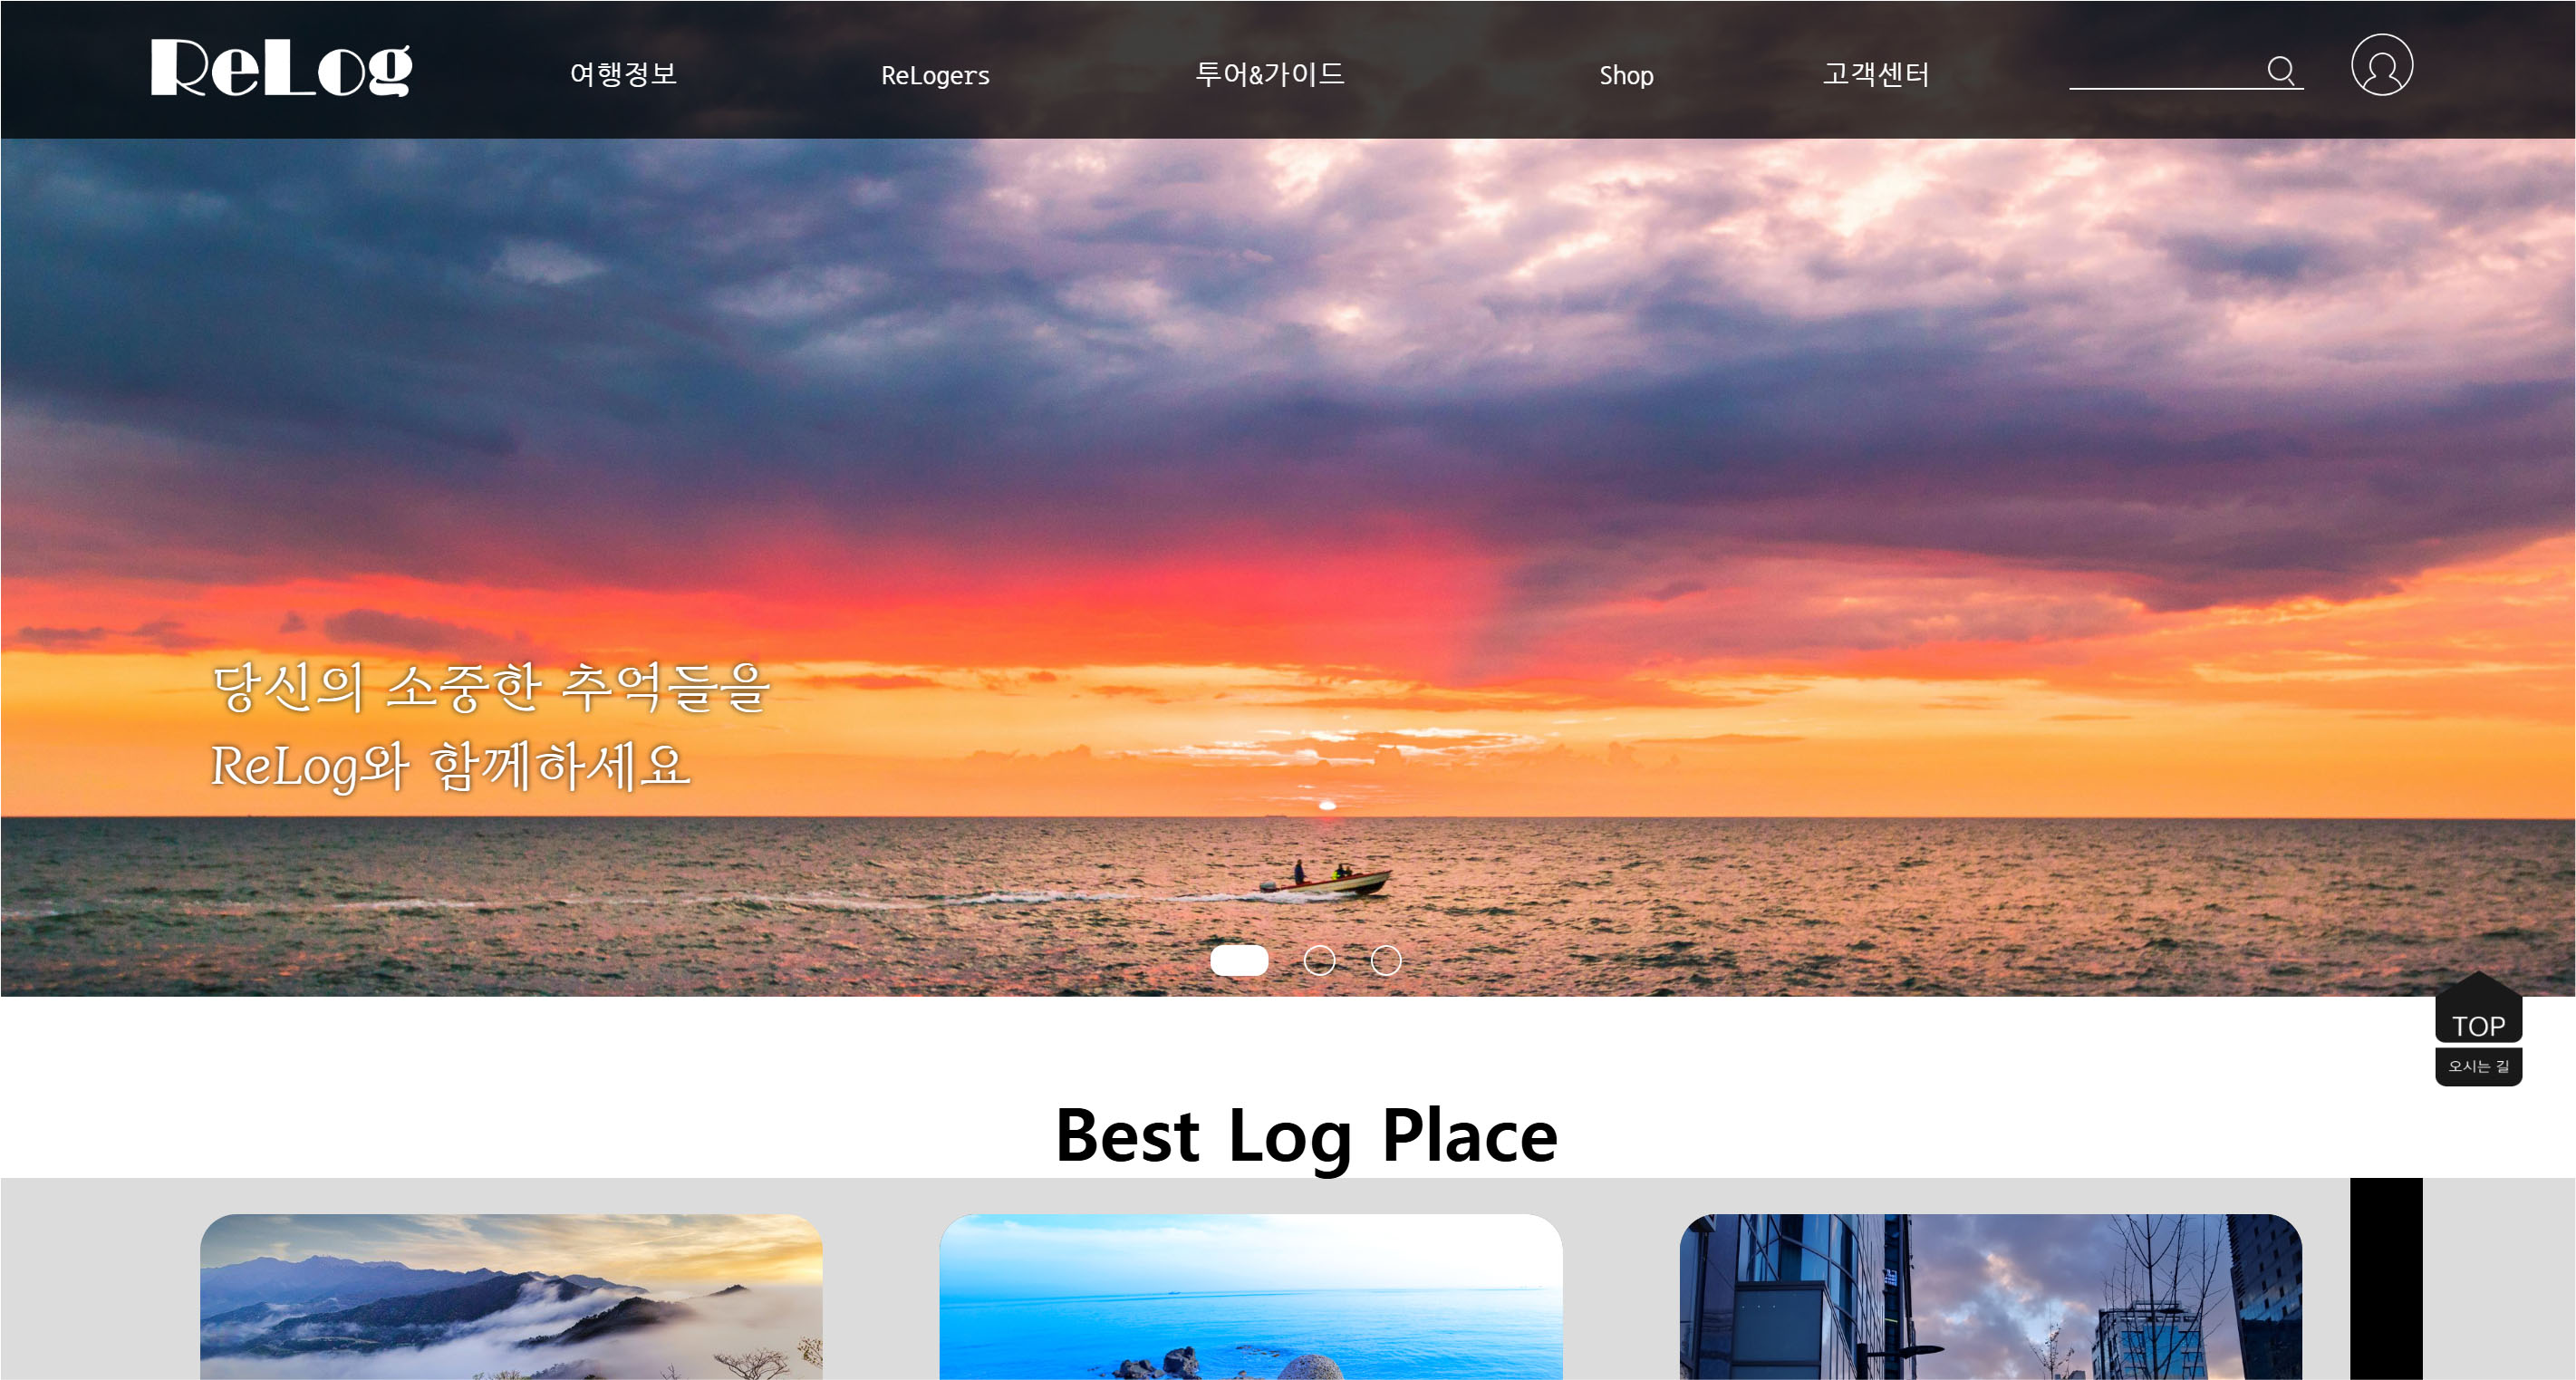 ReLog
여행정보
ReLogers
투어&가이드
Shop
고객센터
당신의 소중한 추억들을
ReLog와 함께하세요
TOP
오시는 길
Best Log Place